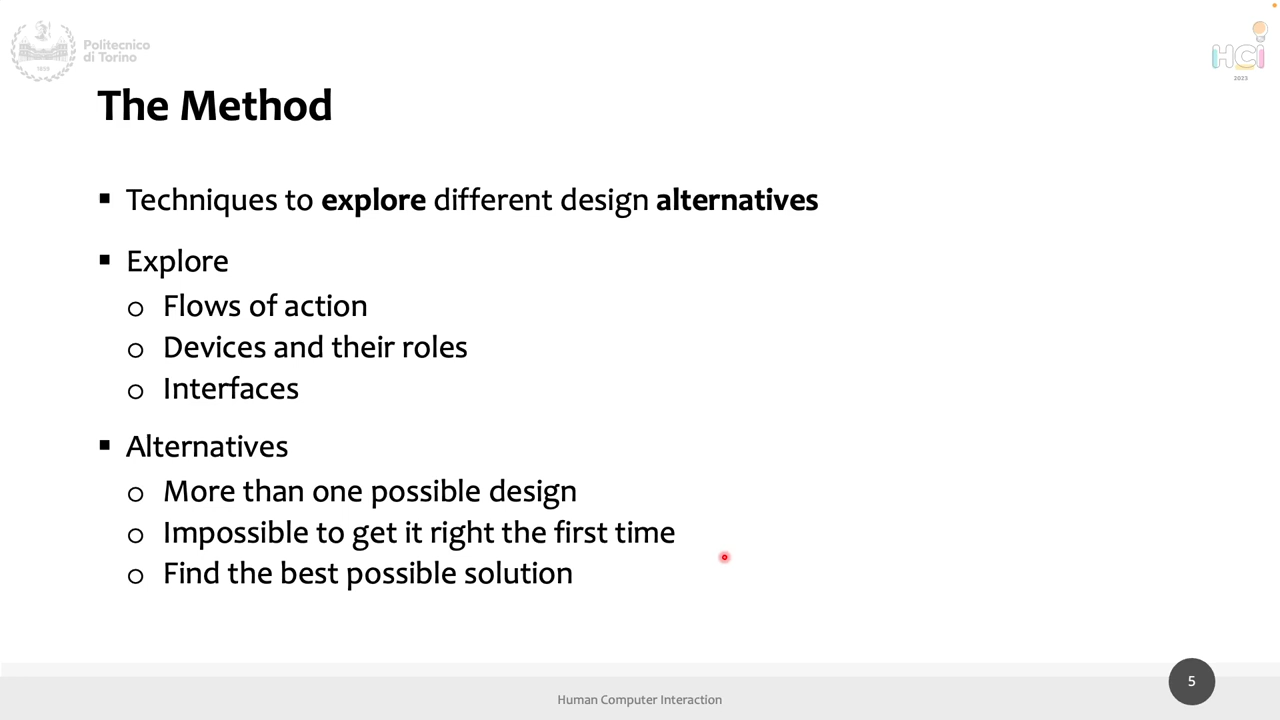 Politecnico
di Torino
1859
HCI
2023
The Method
▪ Techniques to explore different design alternatives
▪ Explore
o Flows of action
o Devices and their roles
o Interfaces
▪ Alternatives
o More than one possible design
o Impossible to get it right the first time
o Find the best possible solution
Human Computer Interaction
5